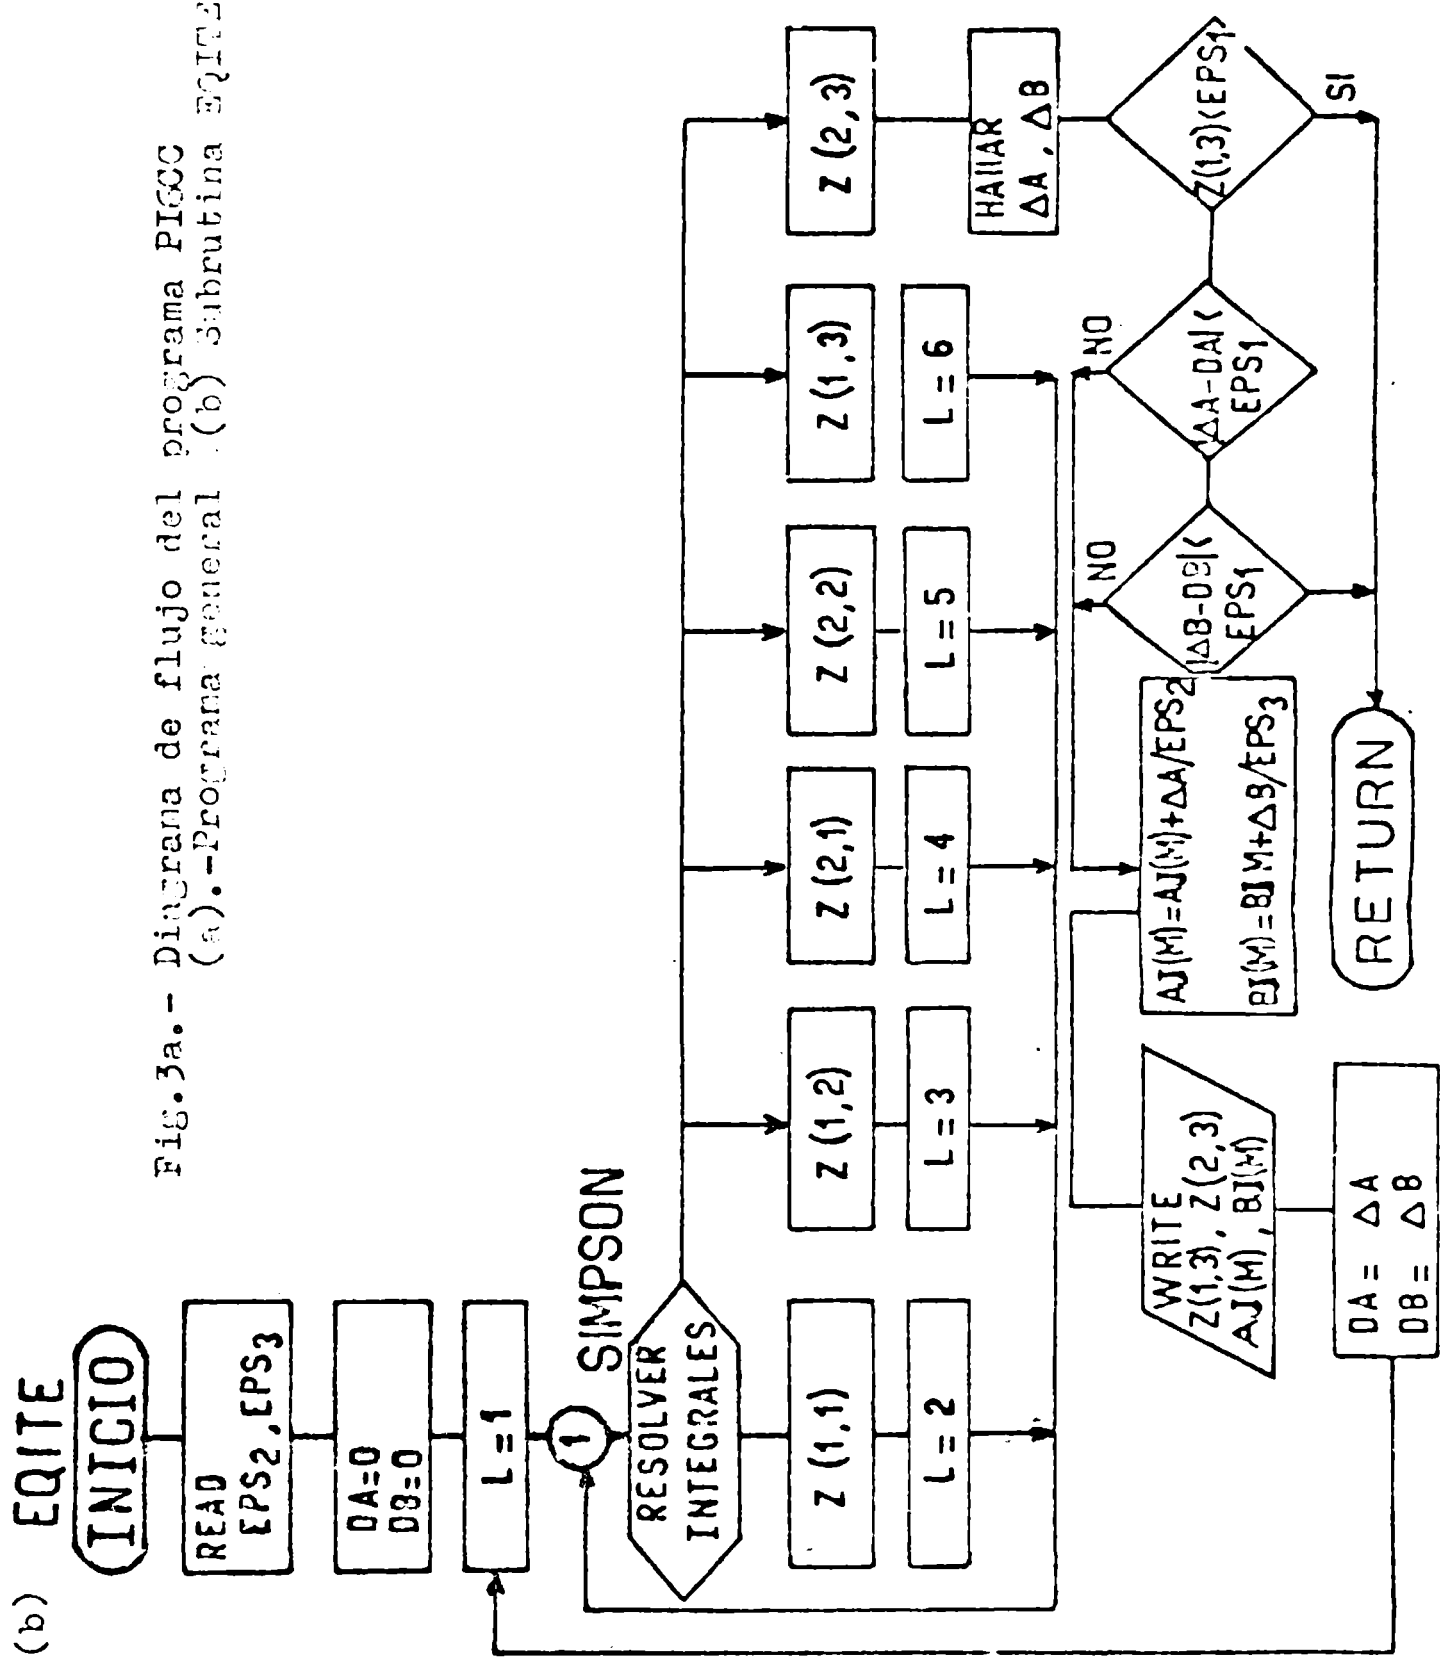 (b)
EQITE
INICIO
READ
EPS2, EPS3
DA=0
DB=0
L=1
1
SIMPSON
RESOLVER
INTEGRALES
Z (1,1)
Z (1,2)
Z (2,1)
Z (2,2)
Z (1,3)
Z (2,3)
L = 2
L = 3
L = 4
L = 5
L = 6
HALLAR
ΔA , ΔB
Z(1,3)<EPS1
SI
|ΔA-DA|<
EPS1
NO
|ΔB-DB|<
EPS1
NO
AJ(M)=AJ(M)+ΔA/EPS2
BJ(M)=BJM+ΔB/EPS3
WRITE
Z(1,3), Z(2,3)
AJ(M), BJ(M)
DA= ΔA
DB= ΔB
RETURN
Fig.3a.- Diagrama de flujo del programa PIGCC
(a).-Programa general (b) Subrutina EQITE